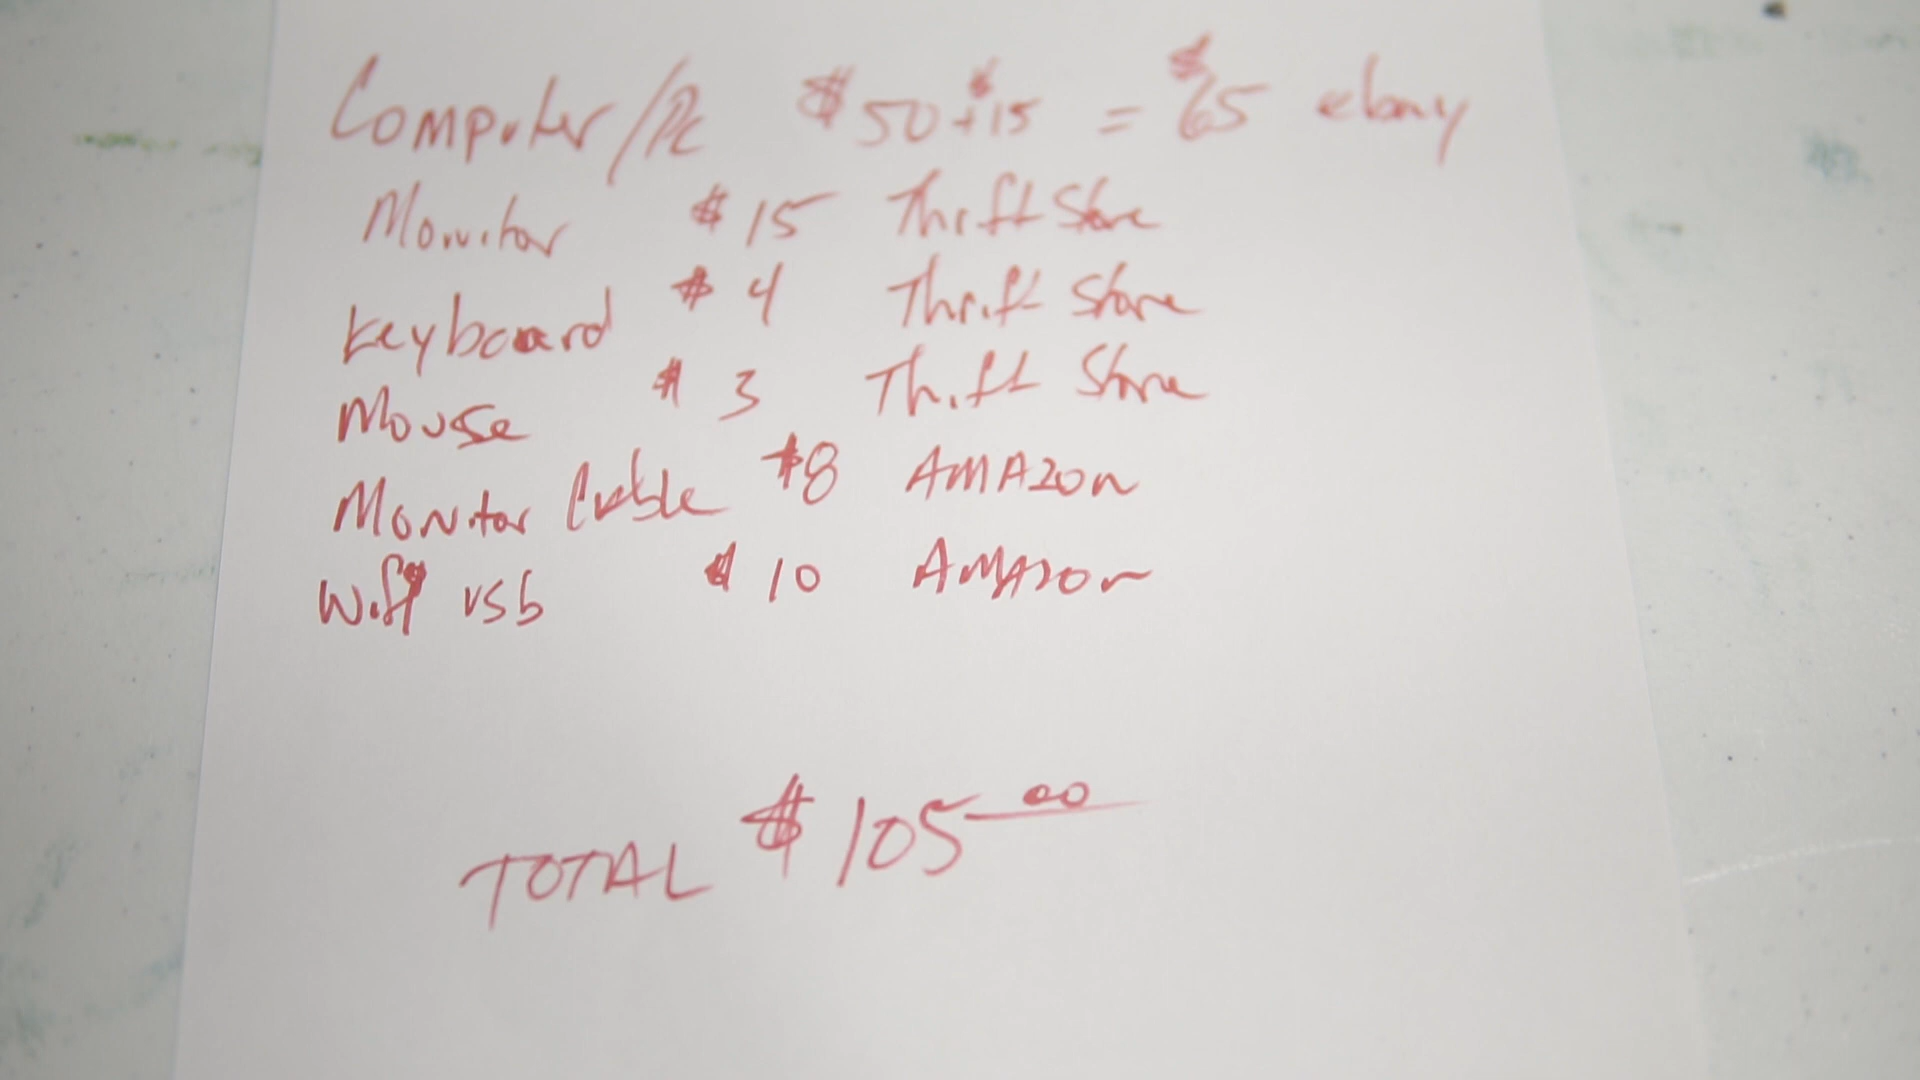 Computer/Pc $50+$15 = $65 ebay
Monitor $15 Thrift Store
Keyboard $4 Thrift Store
Mouse $3 Thrift Store
Monitor Cable $8 AMAZon
Wify usb $10 AMAzon
TOTAL $105.00